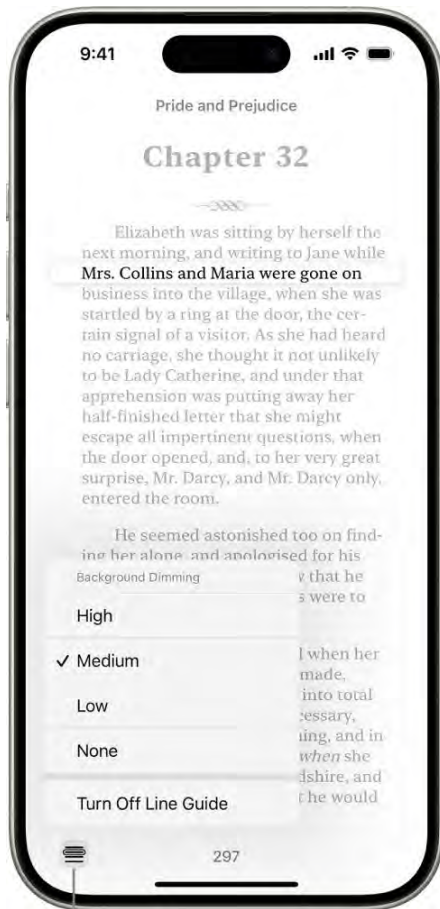 9:41
Pride and Prejudice
Chapter 32
Elizabeth was sitting by herself the
next morning, and writing to Jane while
Mrs. Collins and Maria were gone on
business into the village, when she was
startled by a ring at the door, the cer-
tain signal of a visitor. As she had heard
no carriage, she thought it not unlikely
to be Lady Catherine, and under that
apprehension was putting away her
half-finished letter that she might
escape all impertinent questions, when
the door opened, and, to her very great
surprise, Mr. Darcy, and Mr. Darcy only,
entered the room.
He seemed astonished too on find-
ing her alone, and apologised for his
Background Dimming
that he
were to
High
when her
Medium
made,
into total
Low
None
ning, and in
when she
Turn Off Line Guide
dshire, and
he would
297